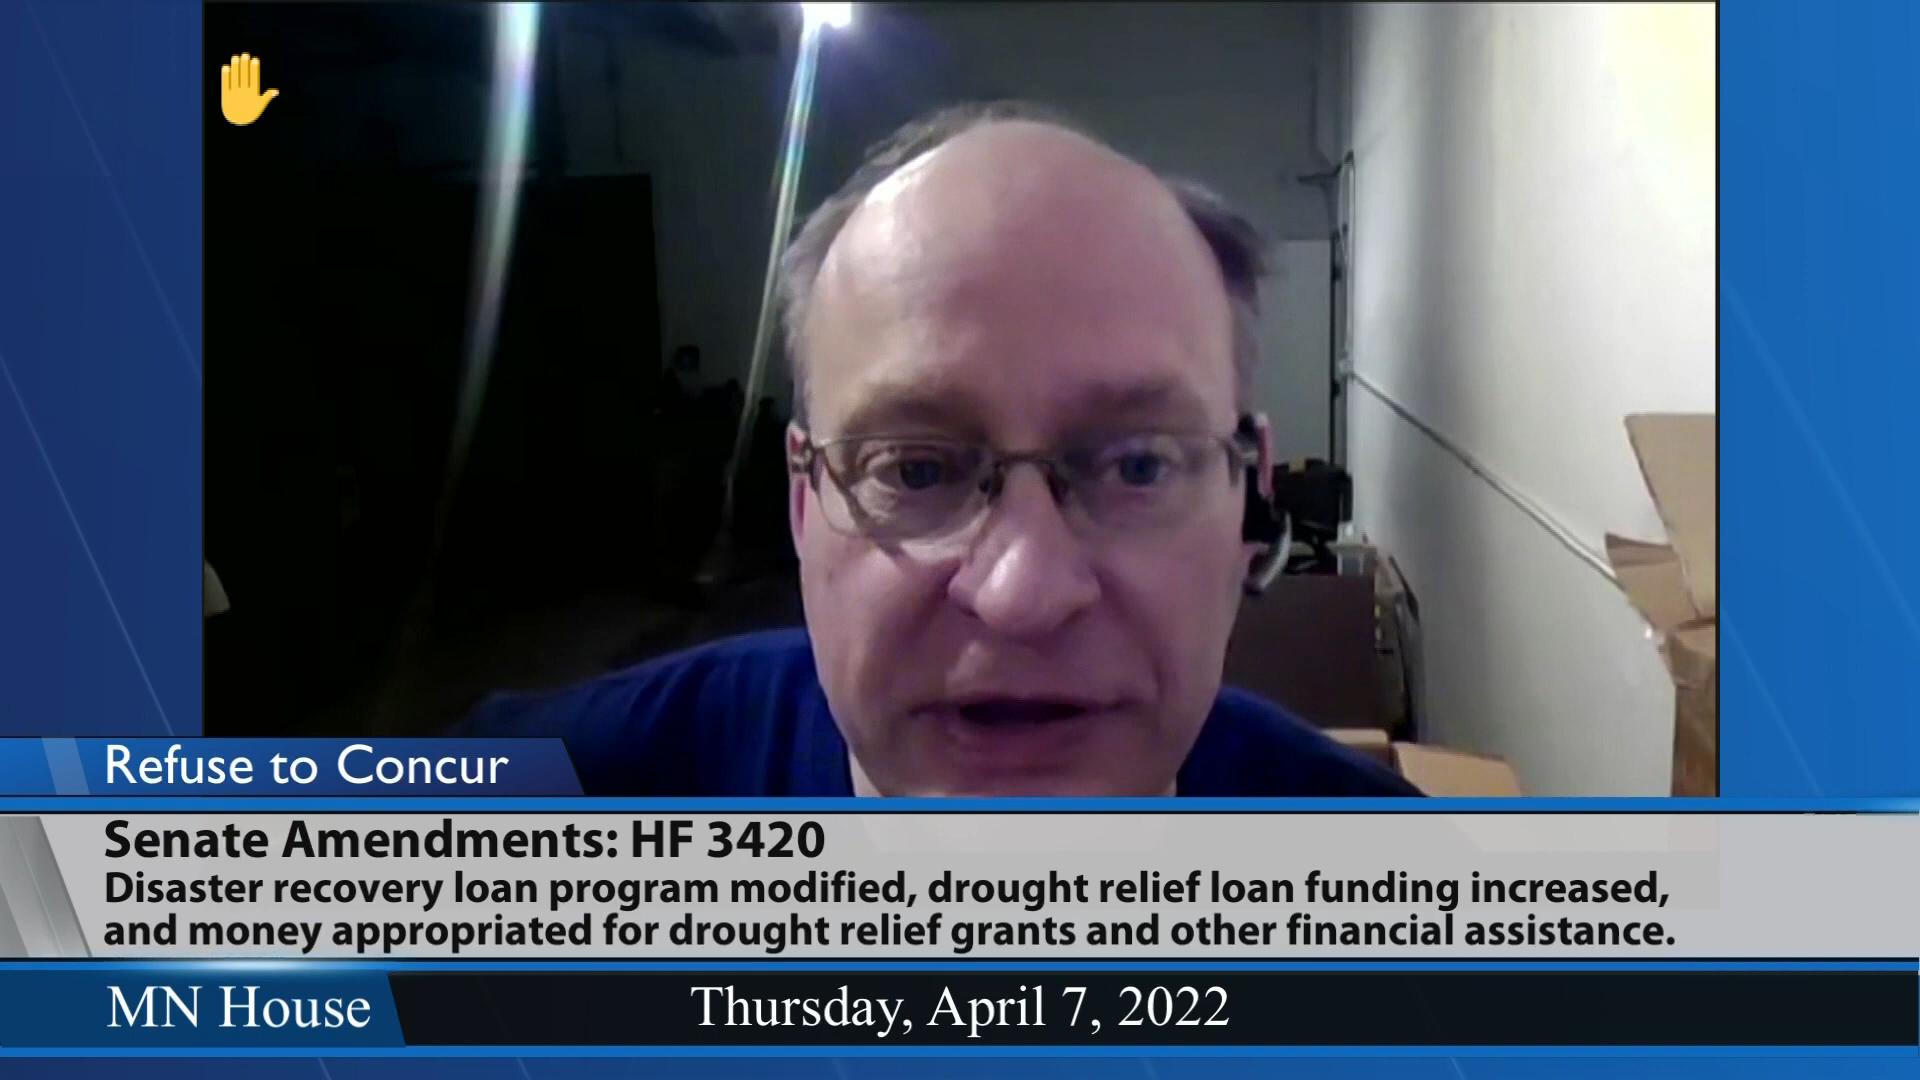 Refuse to Concur
Senate Amendments: HF 3420
Disaster recovery loan program modified, drought relief loan funding increased,
and money appropriated for drought relief grants and other financial assistance.
MN House
Thursday, April 7, 2022